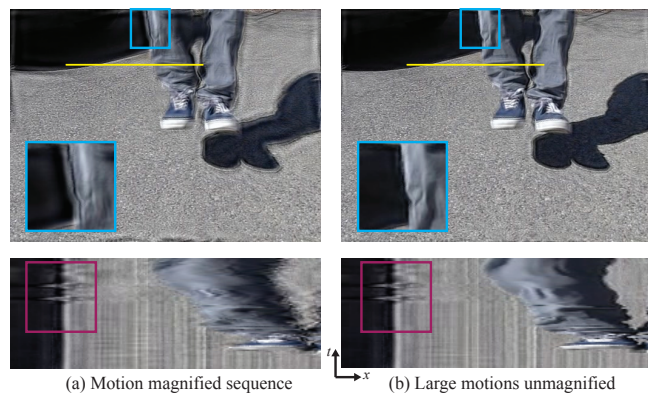 t
x
(a) Motion magnified sequence
(b) Large motions unmagnified